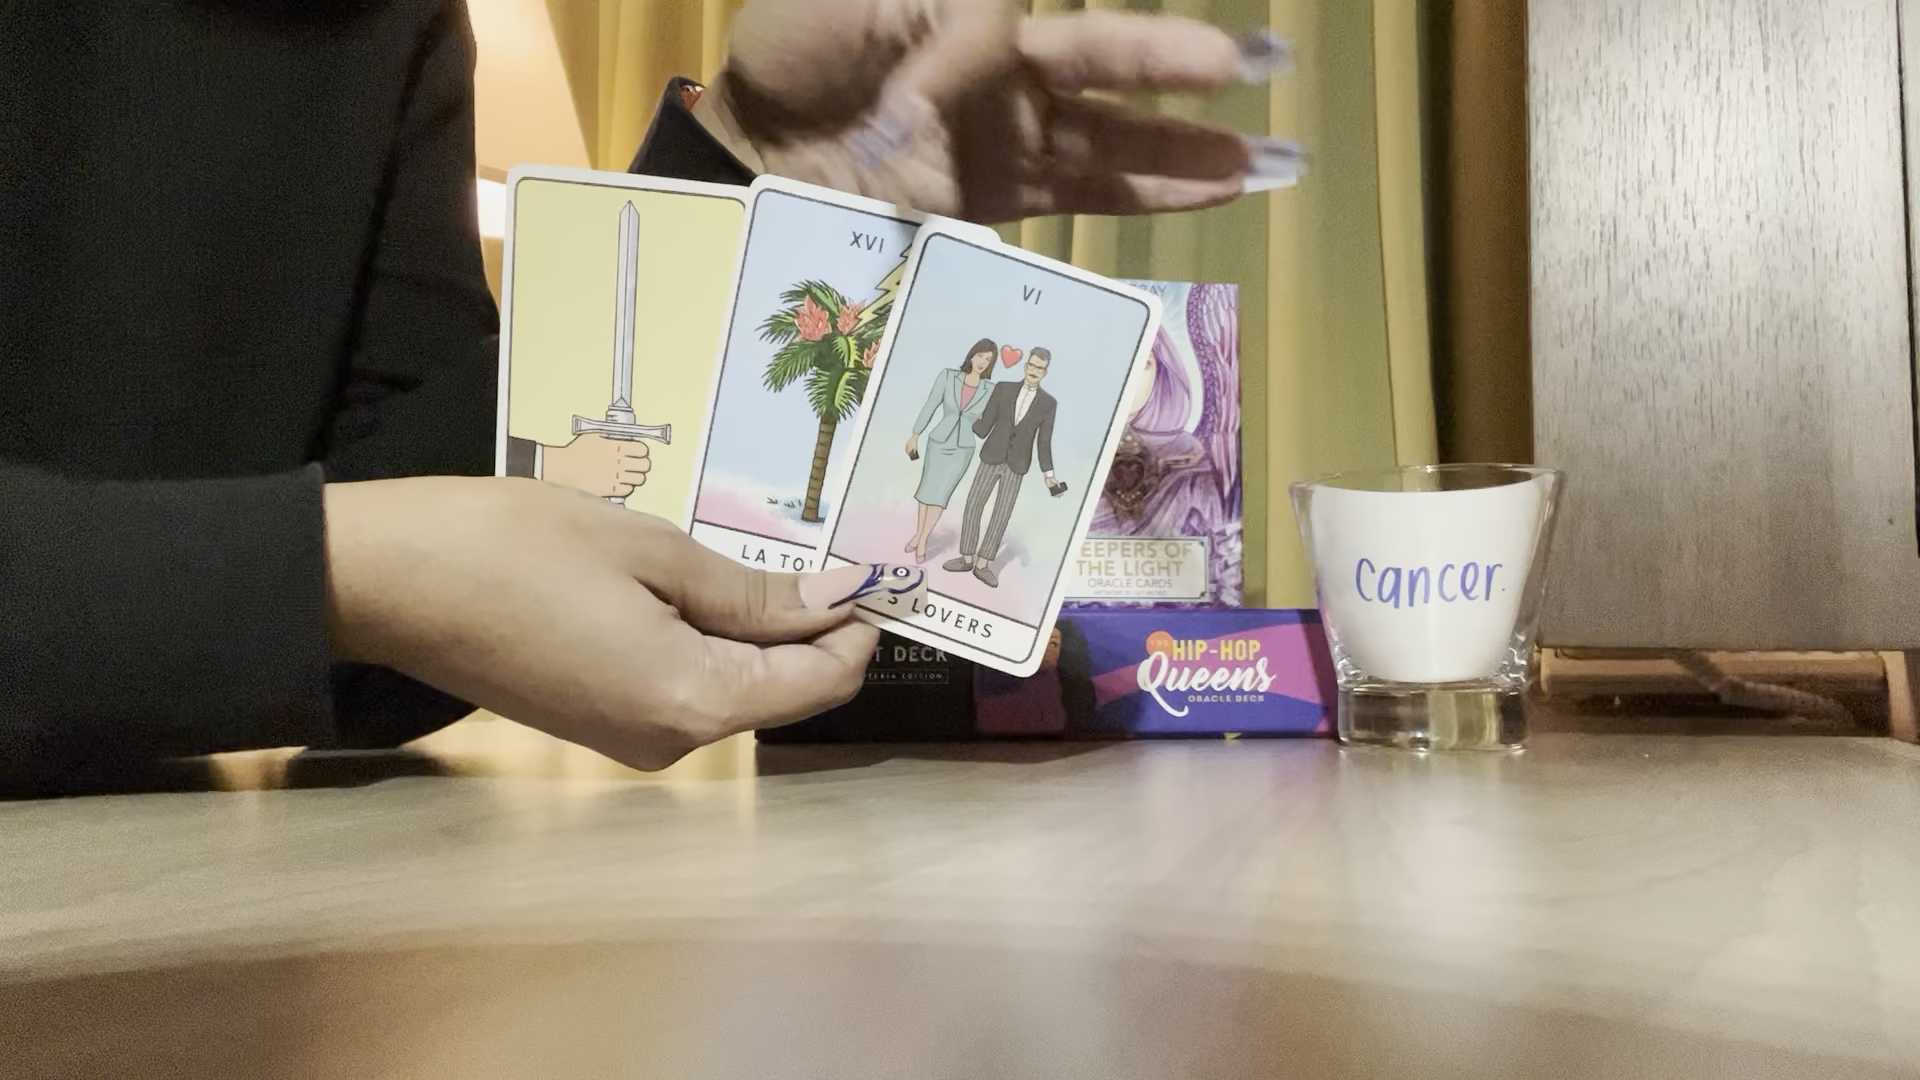 XVI
LA TO
VI
S LOVERS
EEPERS OF
THE LIGHT
ORACLE CARDS
T DECK
HIP-HOP
Queens
ORACLE DECK
cancer.